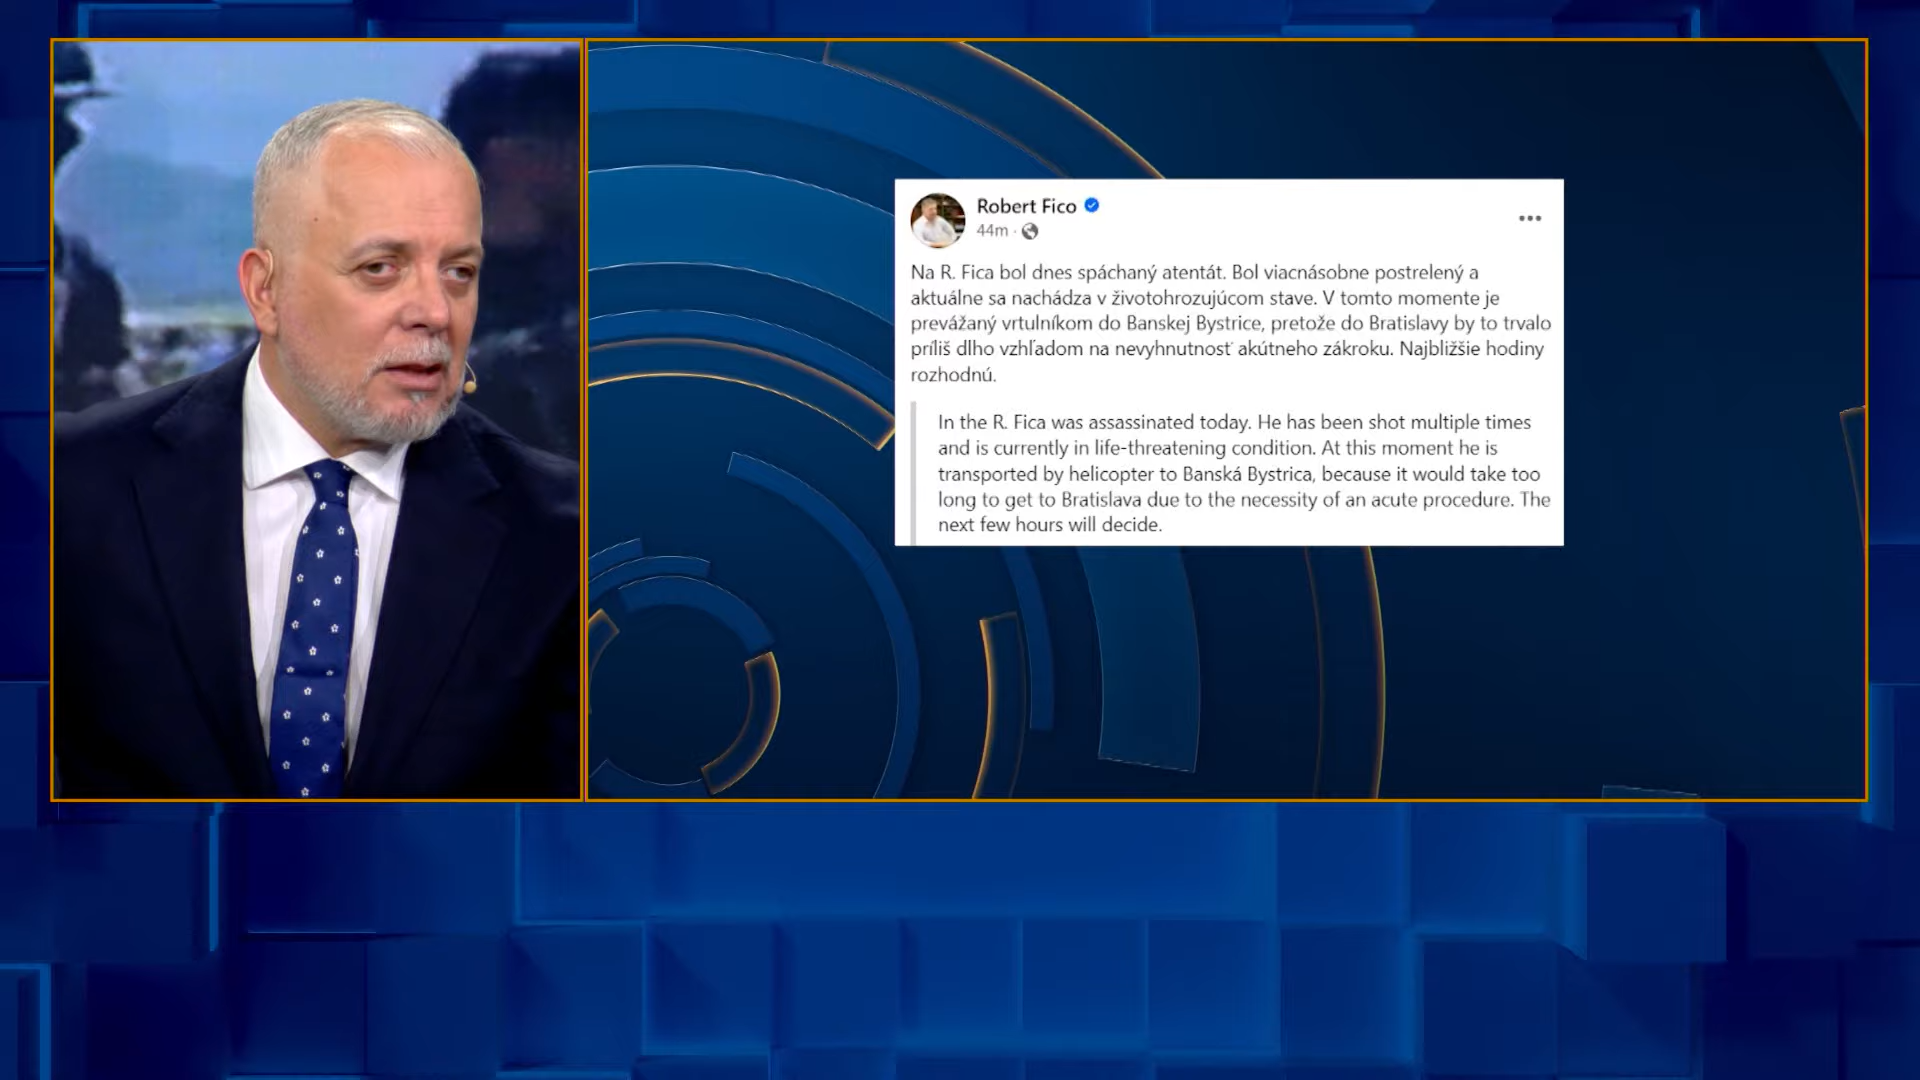 Robert Fico
44m ·
Na R. Fica bol dnes spáchaný atentát. Bol viacnásobne postrelený a
aktuálne sa nachádza v životohrozujúcom stave. V tomto momente je
prevážaný vrtuľníkom do Banskej Bystrice, pretože do Bratislavy by to trvalo
príliš dlho vzhľadom na nevyhnutnosť akútneho zákroku. Najbližšie hodiny
rozhodnú.
In the R. Fica was assassinated today. He has been shot multiple times
and is currently in life-threatening condition. At this moment he is
transported by helicopter to Banská Bystrica, because it would take too
long to get to Bratislava due to the necessity of an acute procedure. The
next few hours will decide.